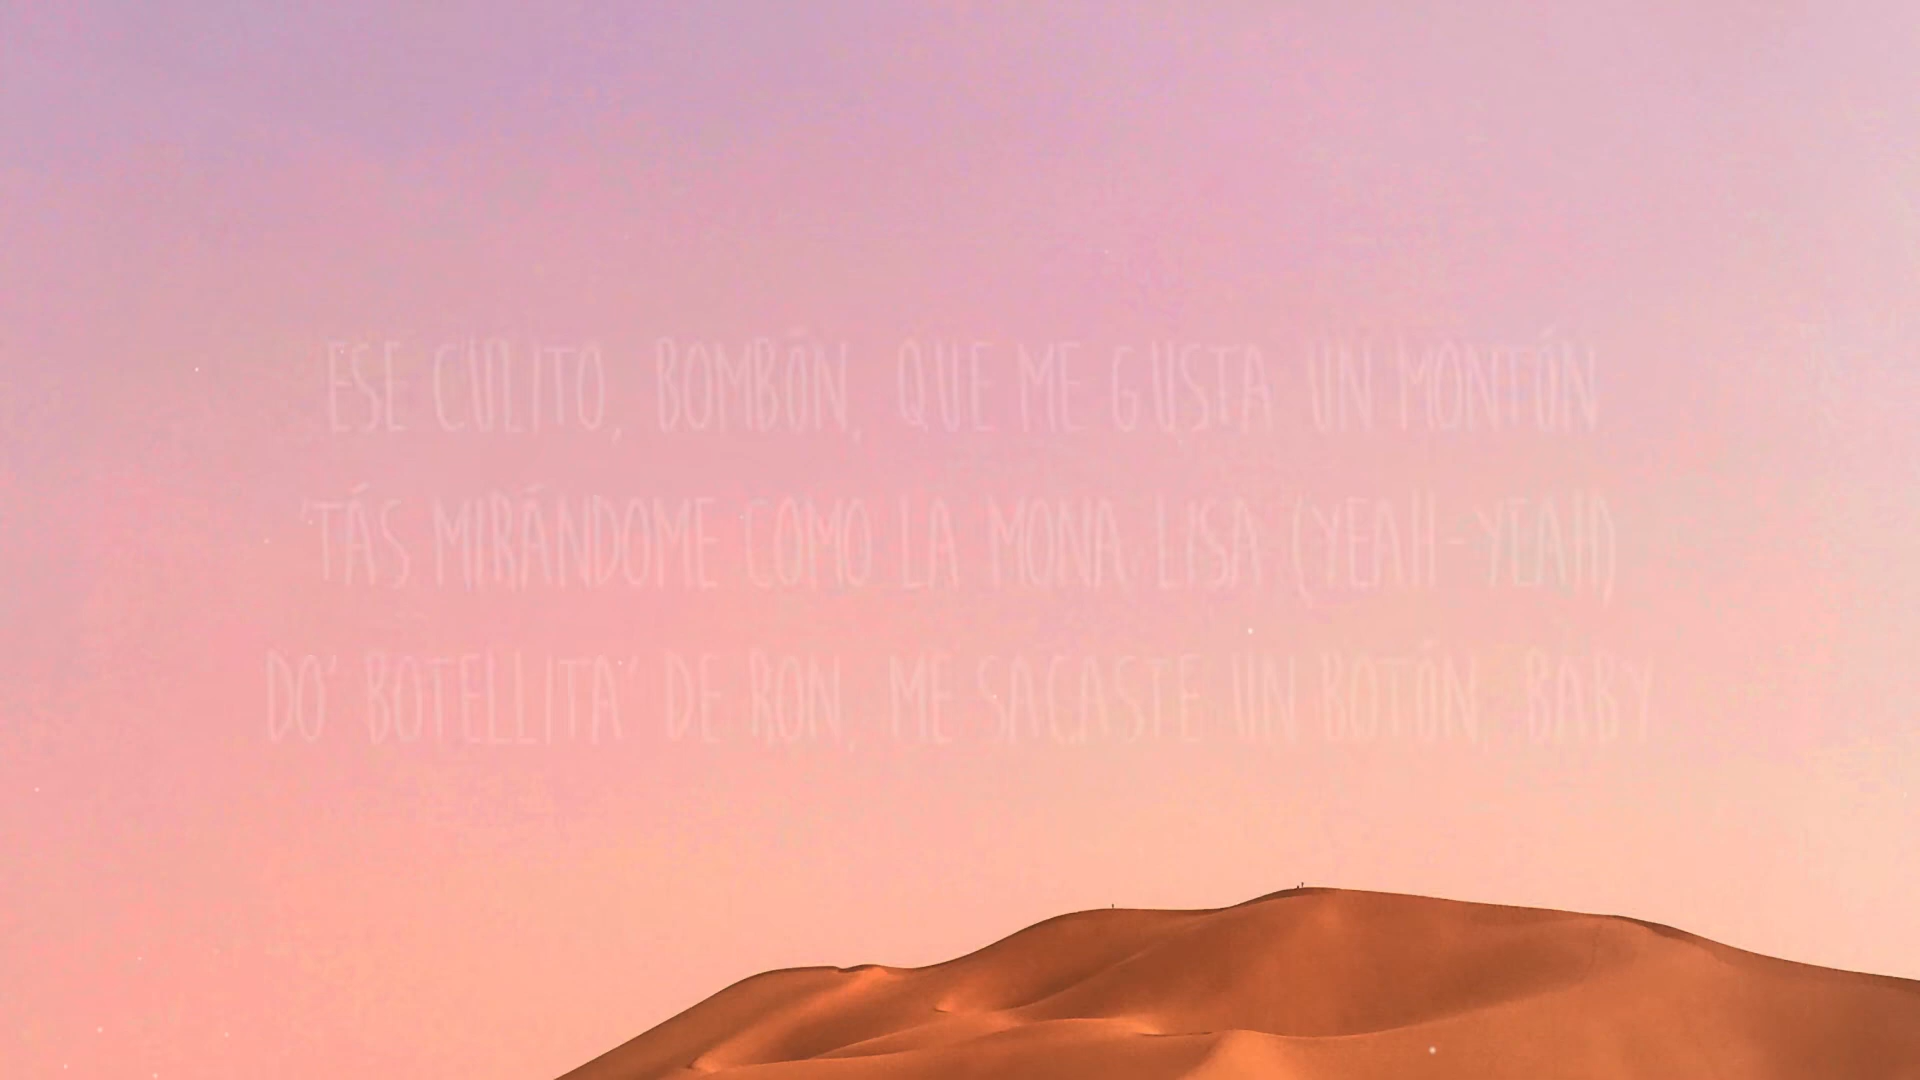 ESE CULITO, BOMBÓN, QUE ME GUSTA UN MONTÓN
'TÁS MIRÁNDOME COMO LA MONA LISA (YEAH-YEAH)
DO' BOTELLITA' DE RON, ME SACASTE UN BOTÓN, BABY